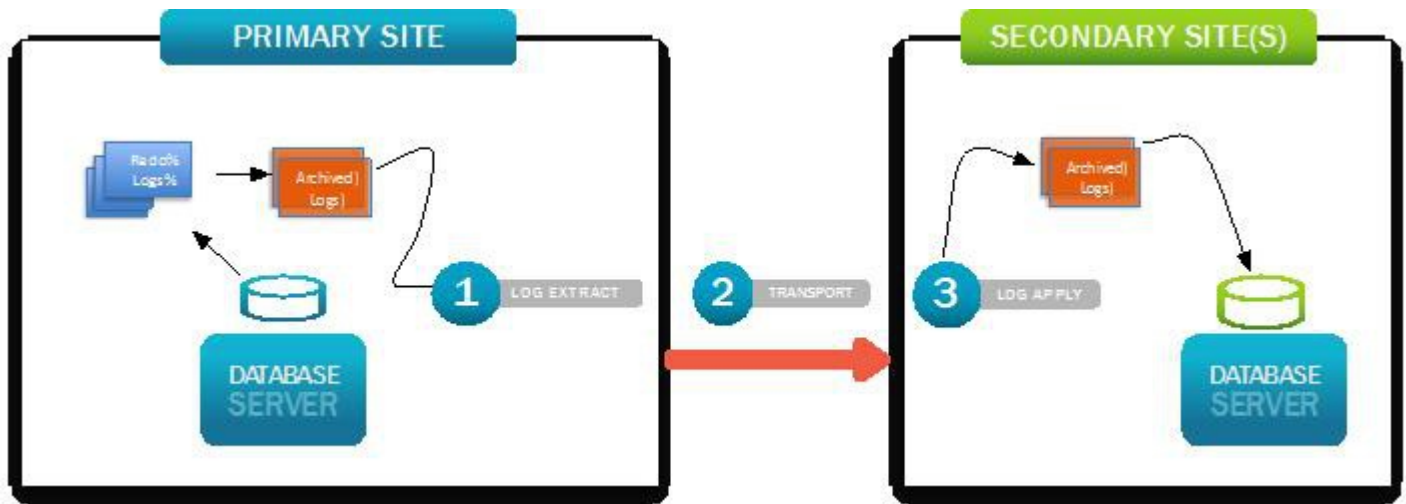 PRIMARY SITE
SECONDARY SITE(S)
Redo%
Logs%
Archived)
Logs)
Archived)
Logs)
1 LOG EXTRACT
2 TRANSPORT
3 LOG APPLY
DATABASE
SERVER
DATABASE
SERVER